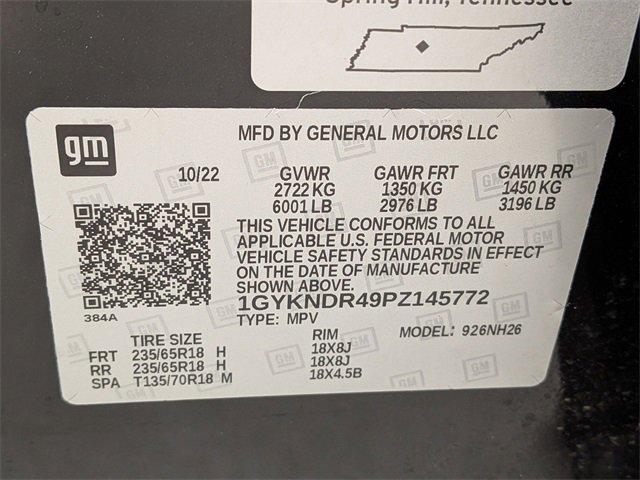 Spring Hill, Tennessee
gm
MFD BY GENERAL MOTORS LLC
10/22 GVWR GAWR FRT GAWR RR
2722 KG 1350 KG 1450 KG
6001 LB 2976 LB 3196 LB
THIS VEHICLE CONFORMS TO ALL
APPLICABLE U.S. FEDERAL MOTOR
VEHICLE SAFETY STANDARDS IN EFFECT
ON THE DATE OF MANUFACTURE
SHOWN ABOVE.
1GYKNDR49PZ145772
384A
TYPE: MPV MODEL: 926NH26
TIRE SIZE RIM
FRT 235/65R18 H 18X8J
RR 235/65R18 H 18X8J
SPA T135/70R18 M 18X4.5B